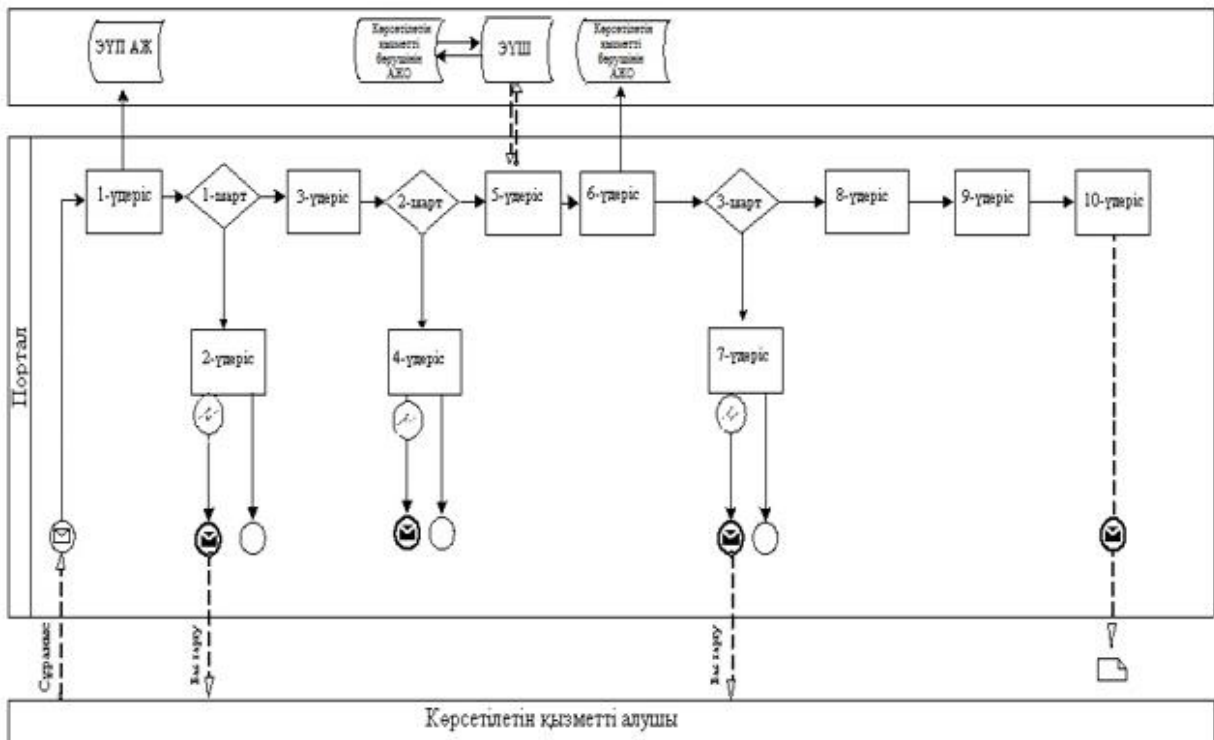 ЭҮП АЖ
Көрсетілетін
қызметті
берушінің
АЖО
ЭҮШ
Көрсетілетін
қызметті
берушінің
АЖО
1-үдеріс
1-шарт
3-үдеріс
2-шарт
5-үдеріс
6-үдеріс
3-шарт
8-үдеріс
9-үдеріс
10-үдеріс
2-үдеріс
4-үдеріс
7-үдеріс
Портал
Сұраныс
Бас тарту
Бас тарту
Көрсетілетін қызметті алушы